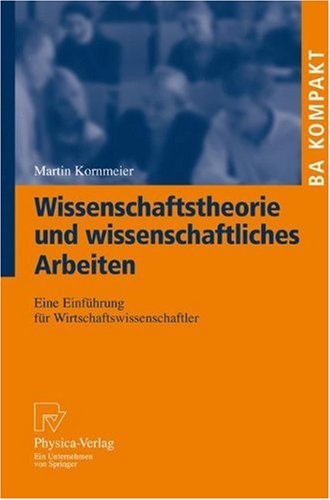 BA KOMPAKT
Martin Kornmeier
Wissenschaftstheorie
und wissenschaftliches
Arbeiten
Eine Einführung
für Wirtschaftswissenschaftler
Physica-Verlag
Ein Unternehmen
von Springer